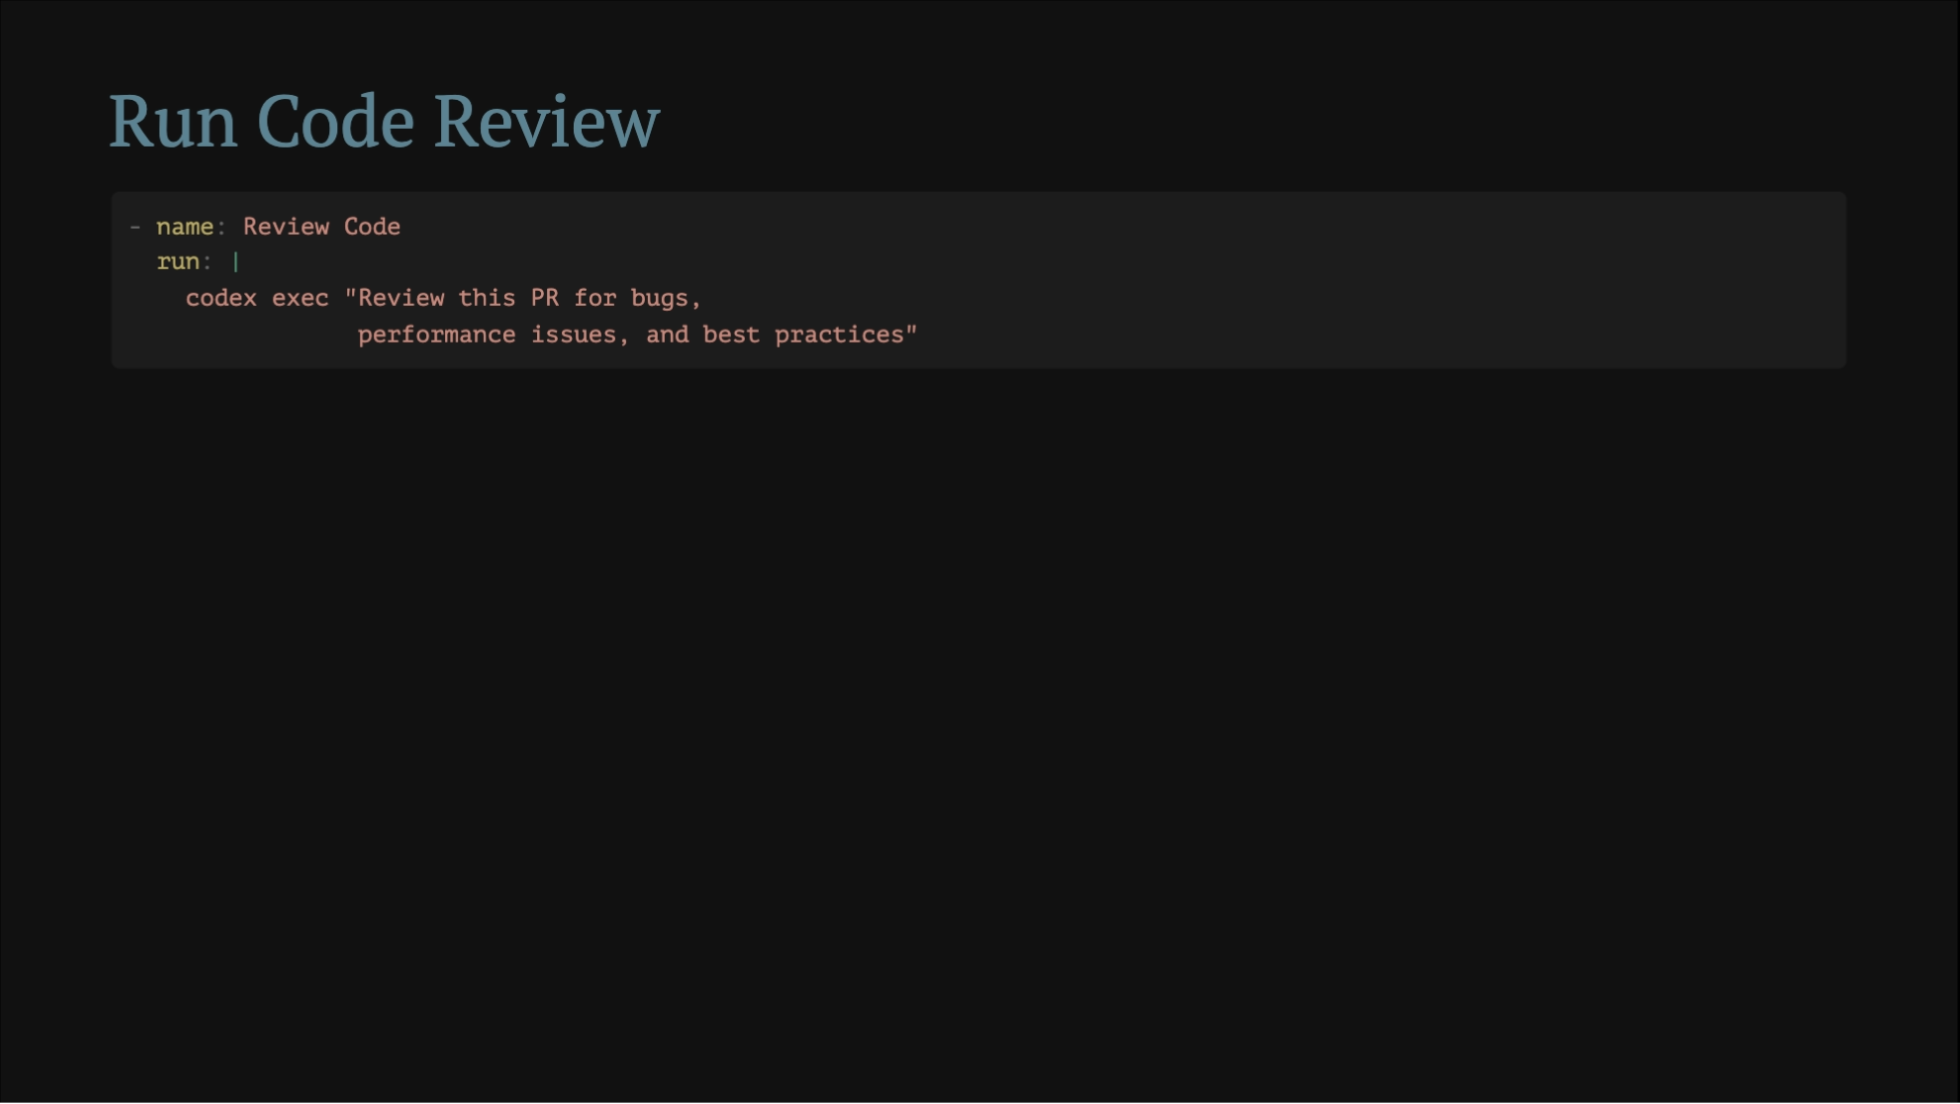 Run Code Review
- name: Review Code
  run: |
    codex exec "Review this PR for bugs,
                performance issues, and best practices"